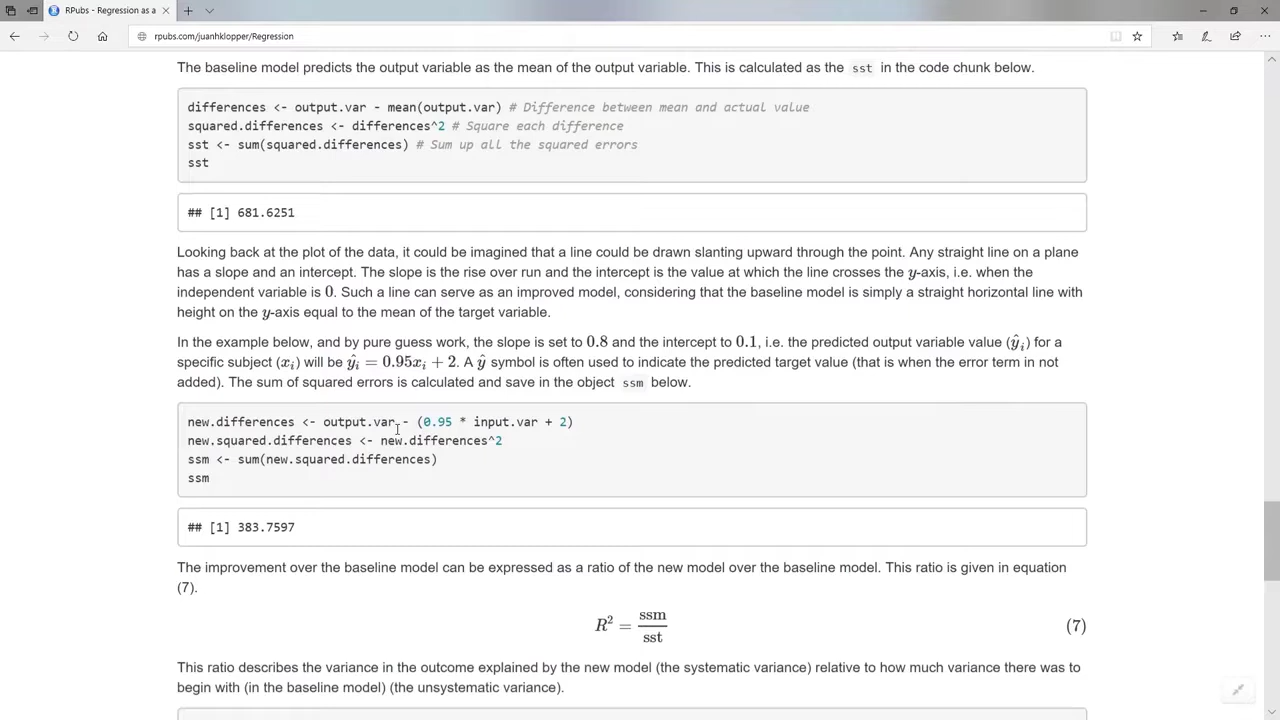 RPubs - Regression as a
rpubs.com/juanhklopper/Regression
The baseline model predicts the output variable as the mean of the output variable. This is calculated as the sst in the code chunk below.
differences <- output.var - mean(output.var) # Difference between mean and actual value
squared.differences <- differences^2 # Square each difference
sst <- sum(squared.differences) # Sum up all the squared errors
sst
## [1] 681.6251
Looking back at the plot of the data, it could be imagined that a line could be drawn slanting upward through the point. Any straight line on a plane
has a slope and an intercept. The slope is the rise over run and the intercept is the value at which the line crosses the y-axis, i.e. when the
independent variable is 0. Such a line can serve as an improved model, considering that the baseline model is simply a straight horizontal line with
height on the y-axis equal to the mean of the target variable.
In the example below, and by pure guess work, the slope is set to 0.8 and the intercept to 0.1, i.e. the predicted output variable value (ŷᵢ) for a
specific subject (xᵢ) will be ŷᵢ = 0.95xᵢ + 2. A ŷ symbol is often used to indicate the predicted target value (that is when the error term in not
added). The sum of squared errors is calculated and save in the object ssm below.
new.differences <- output.var - (0.95 * input.var + 2)
new.squared.differences <- new.differences^2
ssm <- sum(new.squared.differences)
ssm
## [1] 383.7597
The improvement over the baseline model can be expressed as a ratio of the new model over the baseline model. This ratio is given in equation
(7).
R² = ssm / sst (7)
This ratio describes the variance in the outcome explained by the new model (the systematic variance) relative to how much variance there was to
begin with (in the baseline model) (the unsystematic variance).